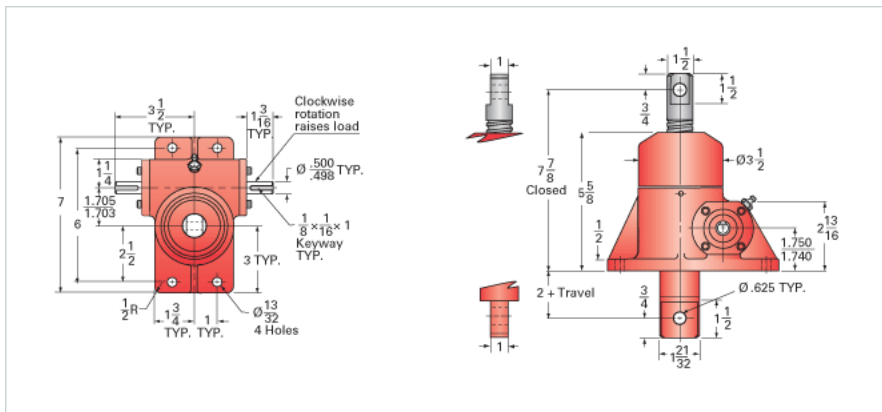 3 1/2
TYP.
1 3/16
TYP.
Clockwise
rotation
raises load
Ø .500/.498 TYP.
1 1/4
1.705/1.703
7
6
2 1/2
1/8 × 1/16 × 1
Keyway
TYP.
3 TYP.
1/2 R
1 3/4
TYP.
1
TYP.
Ø 13/32
4 Holes
1
1 1/2
1 1/2
3/4
7 7/8
Closed
5 5/8
Ø3 1/2
1/2
2 13/16
1.750/1.740
2 + Travel
3/4
Ø .625 TYP.
1 1/2
1
1 21/32